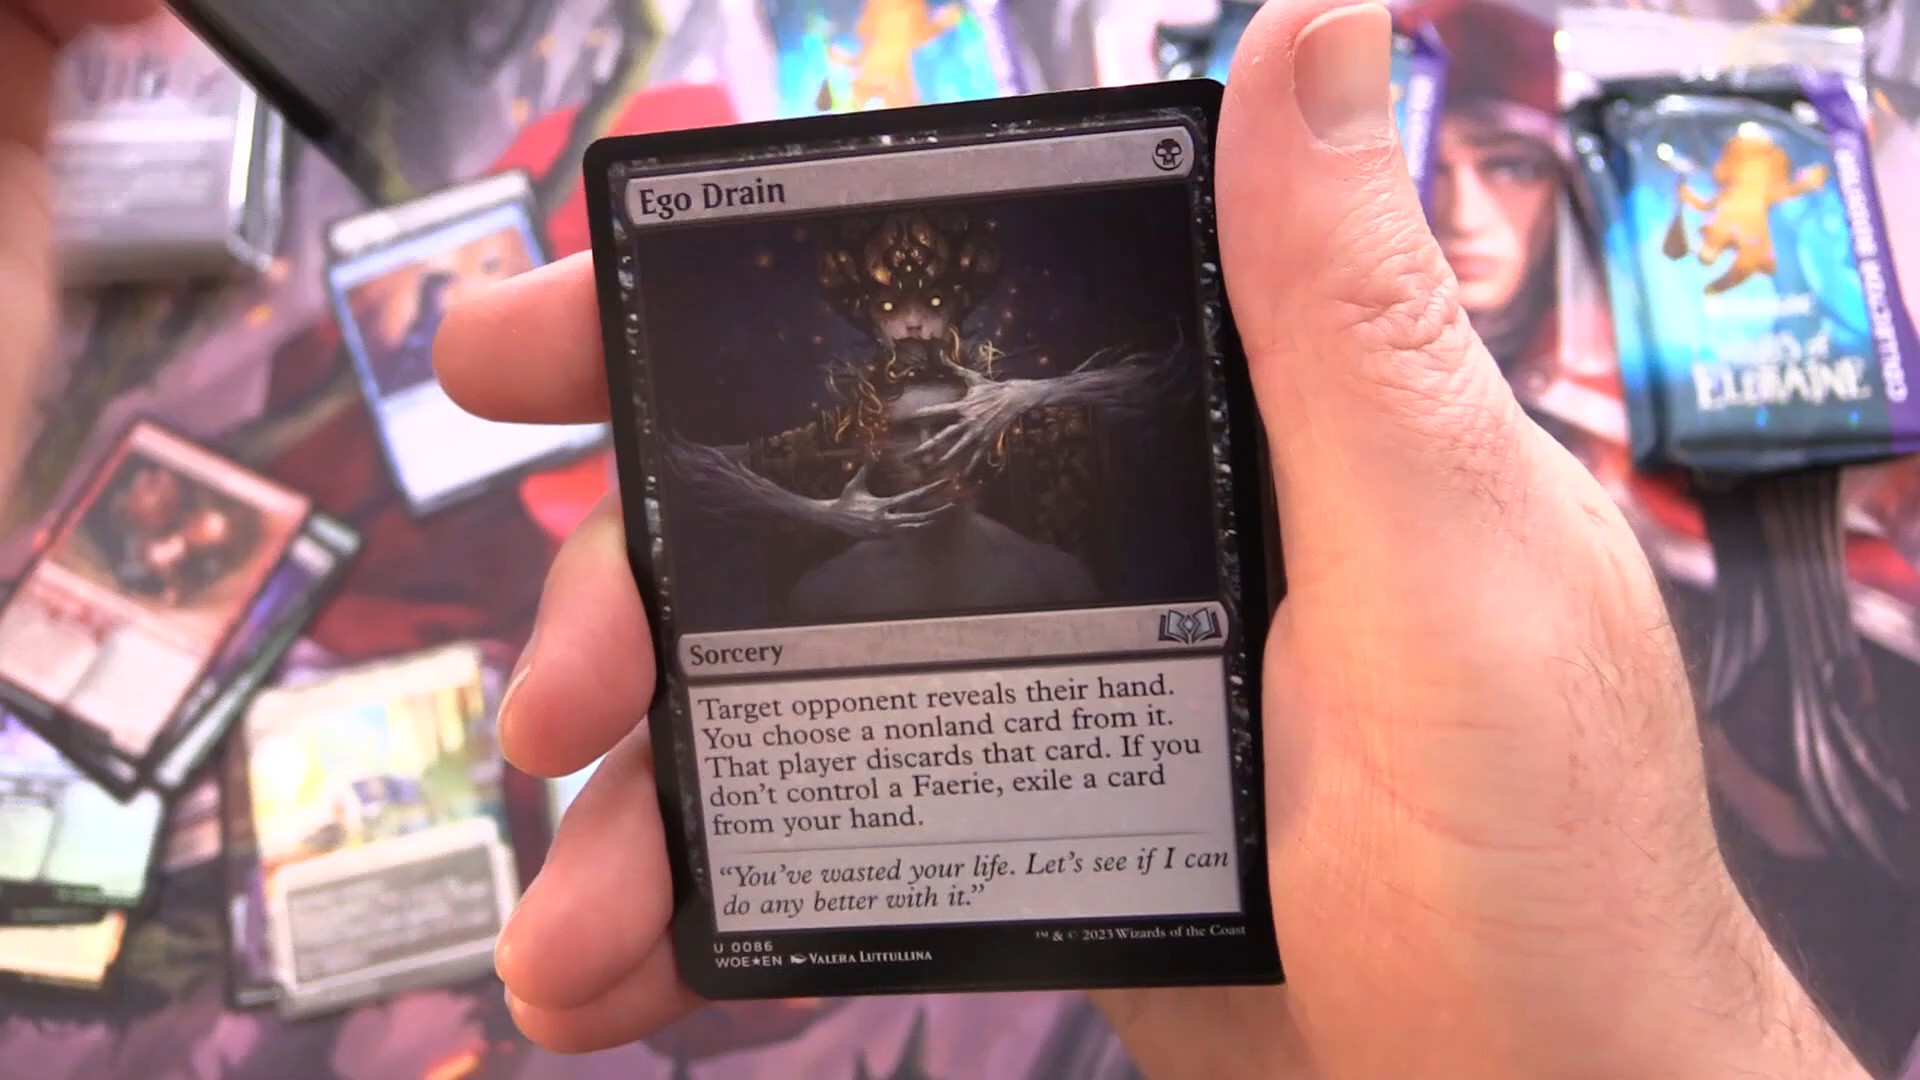 Ego Drain
Sorcery
Target opponent reveals their hand.
You choose a nonland card from it.
That player discards that card. If you
don't control a Faerie, exile a card
from your hand.
“You've wasted your life. Let's see if I can
do any better with it.”
U 0086
WOE★EN VALERA LUTFULLINA
™ & © 2023 Wizards of the Coast
ELDRAINE
COLLECTOR BOOSTER